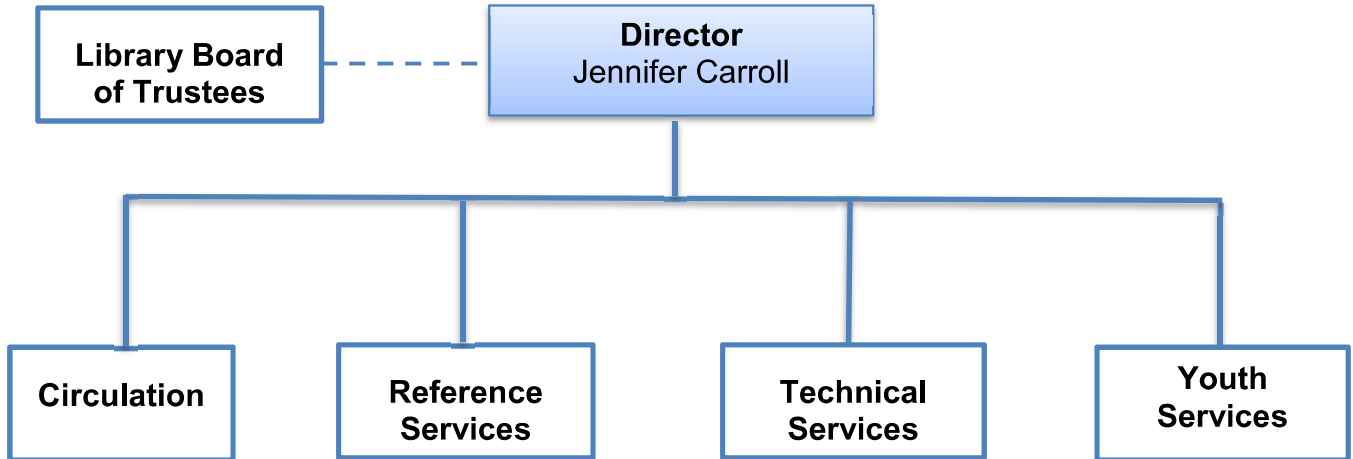 Library Board
of Trustees
Director
Jennifer Carroll
Circulation
Reference
Services
Technical
Services
Youth
Services